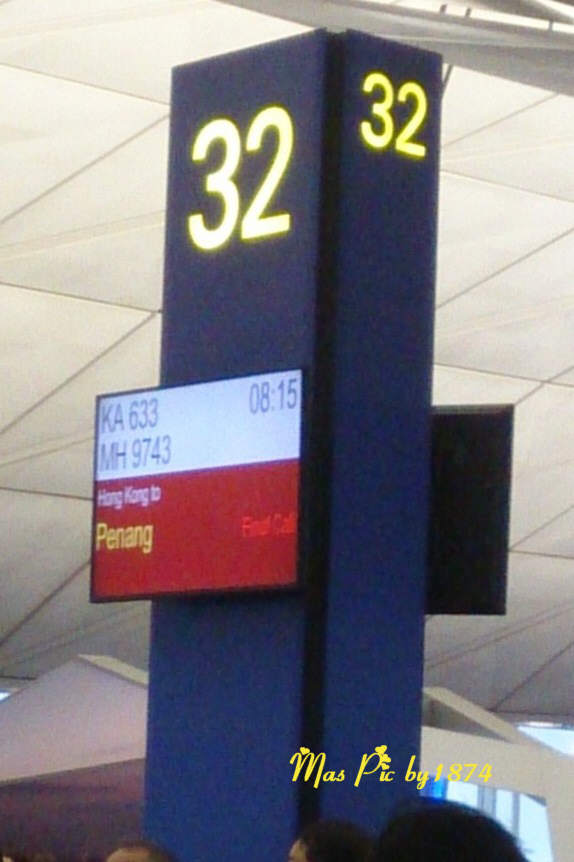 32
32
KA 633 08:15
MH 9743
Hong Kong to
Penang Final Call
Mas Pic by1874